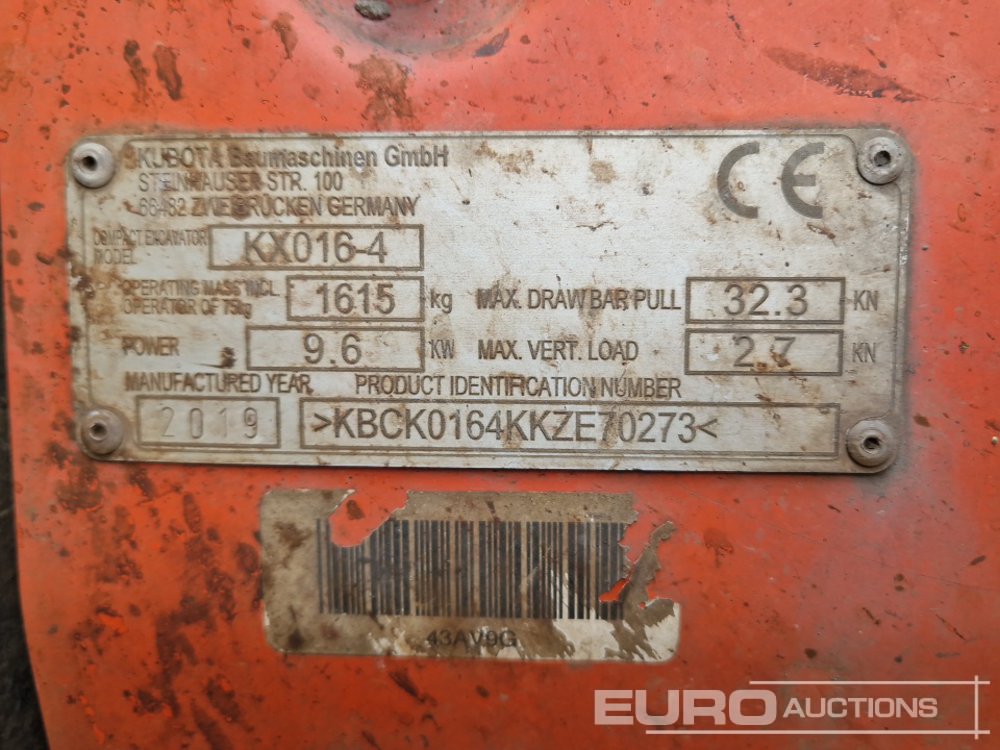 KUBOTA Baumaschinen GmbH
STEINHAUSER STR. 100
66482 ZWEIBRÜCKEN GERMANY
CE
COMPACT EXCAVATOR
MODEL
KX016-4
OPERATING MASS INCL.
OPERATOR OF 75kg
1615 kg
MAX. DRAW BAR PULL 32.3 KN
POWER 9.6 KW
MAX. VERT. LOAD 2.7 KN
MANUFACTURED YEAR PRODUCT IDENTIFICATION NUMBER
2019 >KBCK0164KKZE70273<
43AV9G
EURO AUCTIONS